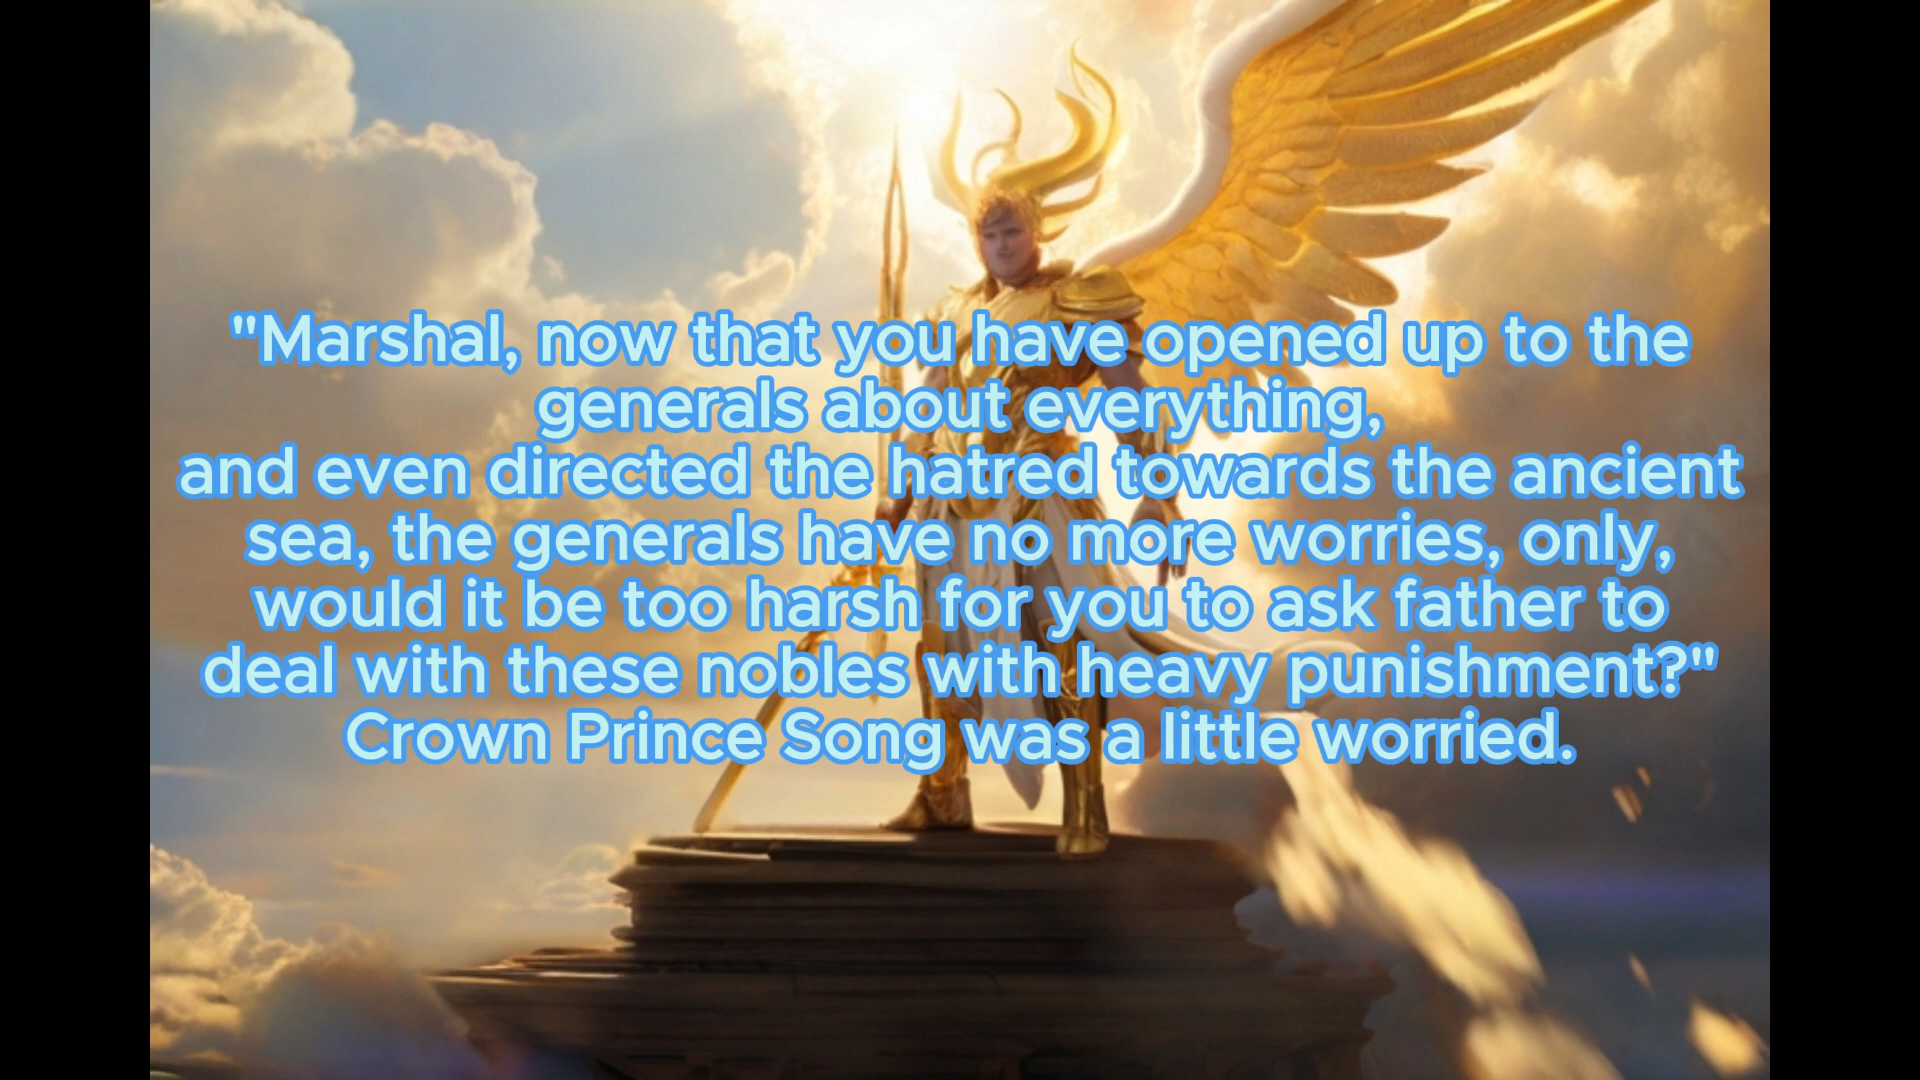 "Marshal, now that you have opened up to the
generals about everything,
and even directed the hatred towards the ancient
sea, the generals have no more worries, only,
would it be too harsh for you to ask father to
deal with these nobles with heavy punishment?"
Crown Prince Song was a little worried.